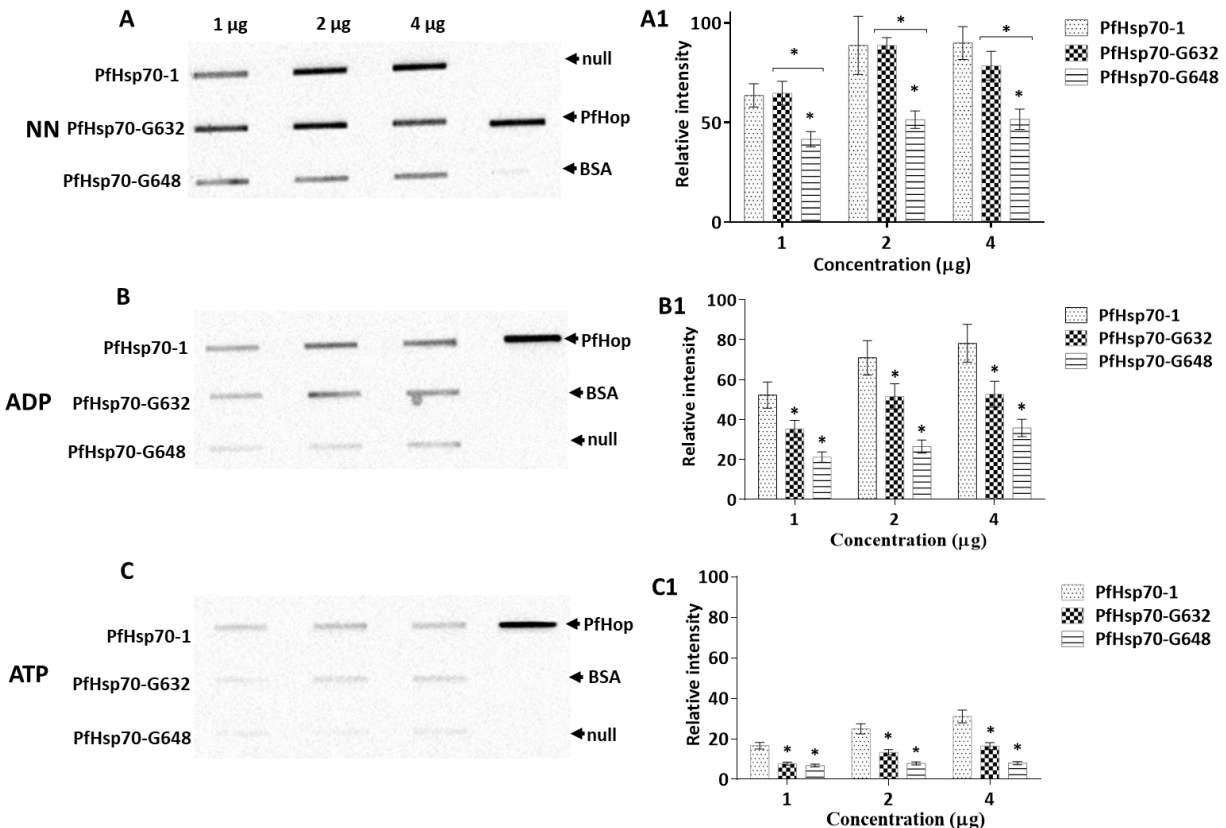 A
1 µg 2 µg 4 µg
null
PfHsp70-1
NN PfHsp70-G632
PfHop
PfHsp70-G648
BSA
A1
100
50
0
Relative intensity
* * *
* * *
1 2 4
Concentration (µg)
PfHsp70-1
PfHsp70-G632
PfHsp70-G648
B
PfHsp70-1
PfHop
ADP PfHsp70-G632
BSA
PfHsp70-G648
null
B1
100
80
60
40
20
0
Relative intensity
* * * * * *
1 2 4
Concentration (µg)
PfHsp70-1
PfHsp70-G632
PfHsp70-G648
C
PfHsp70-1
PfHop
ATP PfHsp70-G632
BSA
PfHsp70-G648
null
C1
100
80
60
40
20
0
Relative intensity
* * * * * *
1 2 4
Concentration (µg)
PfHsp70-1
PfHsp70-G632
PfHsp70-G648